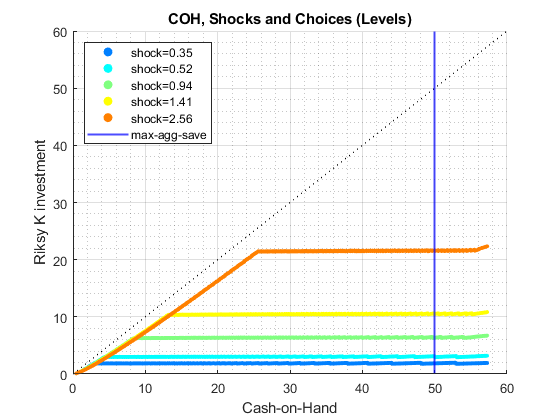 COH, Shocks and Choices (Levels)
60
50
40
30
20
10
0
Riksy K investment
shock=0.35
shock=0.52
shock=0.94
shock=1.41
shock=2.56
max-agg-save
0 10 20 30 40 50 60
Cash-on-Hand